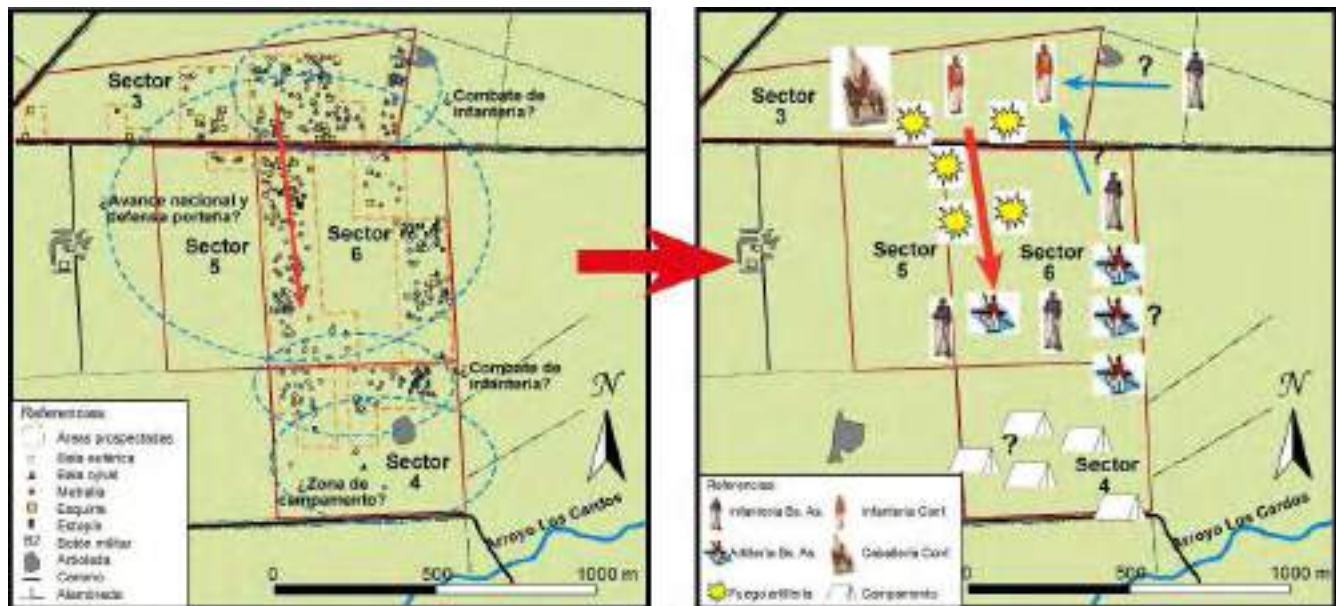 Sector
3
¿Combate de
infantería?
¿Avance nacional y
defensa porteña?
Sector
5
Sector
6
¿Combate de
infantería?
N
Sector
4
¿Zona de
campamento?
Arroyo Los Cardos
0 500 1000 m
Referencias
Areas prospectadas
Bala esférica
Bala ojival
Metralla
Esquirla
Estopín
Botón militar
Arbolada
Camino
Alambrado
Sector
3
?
?
Sector
5
Sector
6
?
N
?
Sector
4
Arroyo Los Cardos
0 500 1000 m
Referencias
Infantería Bs. As.
Infantería Conf.
Artillería Bs. As.
Caballería Conf.
Fuego artillería
Campamento